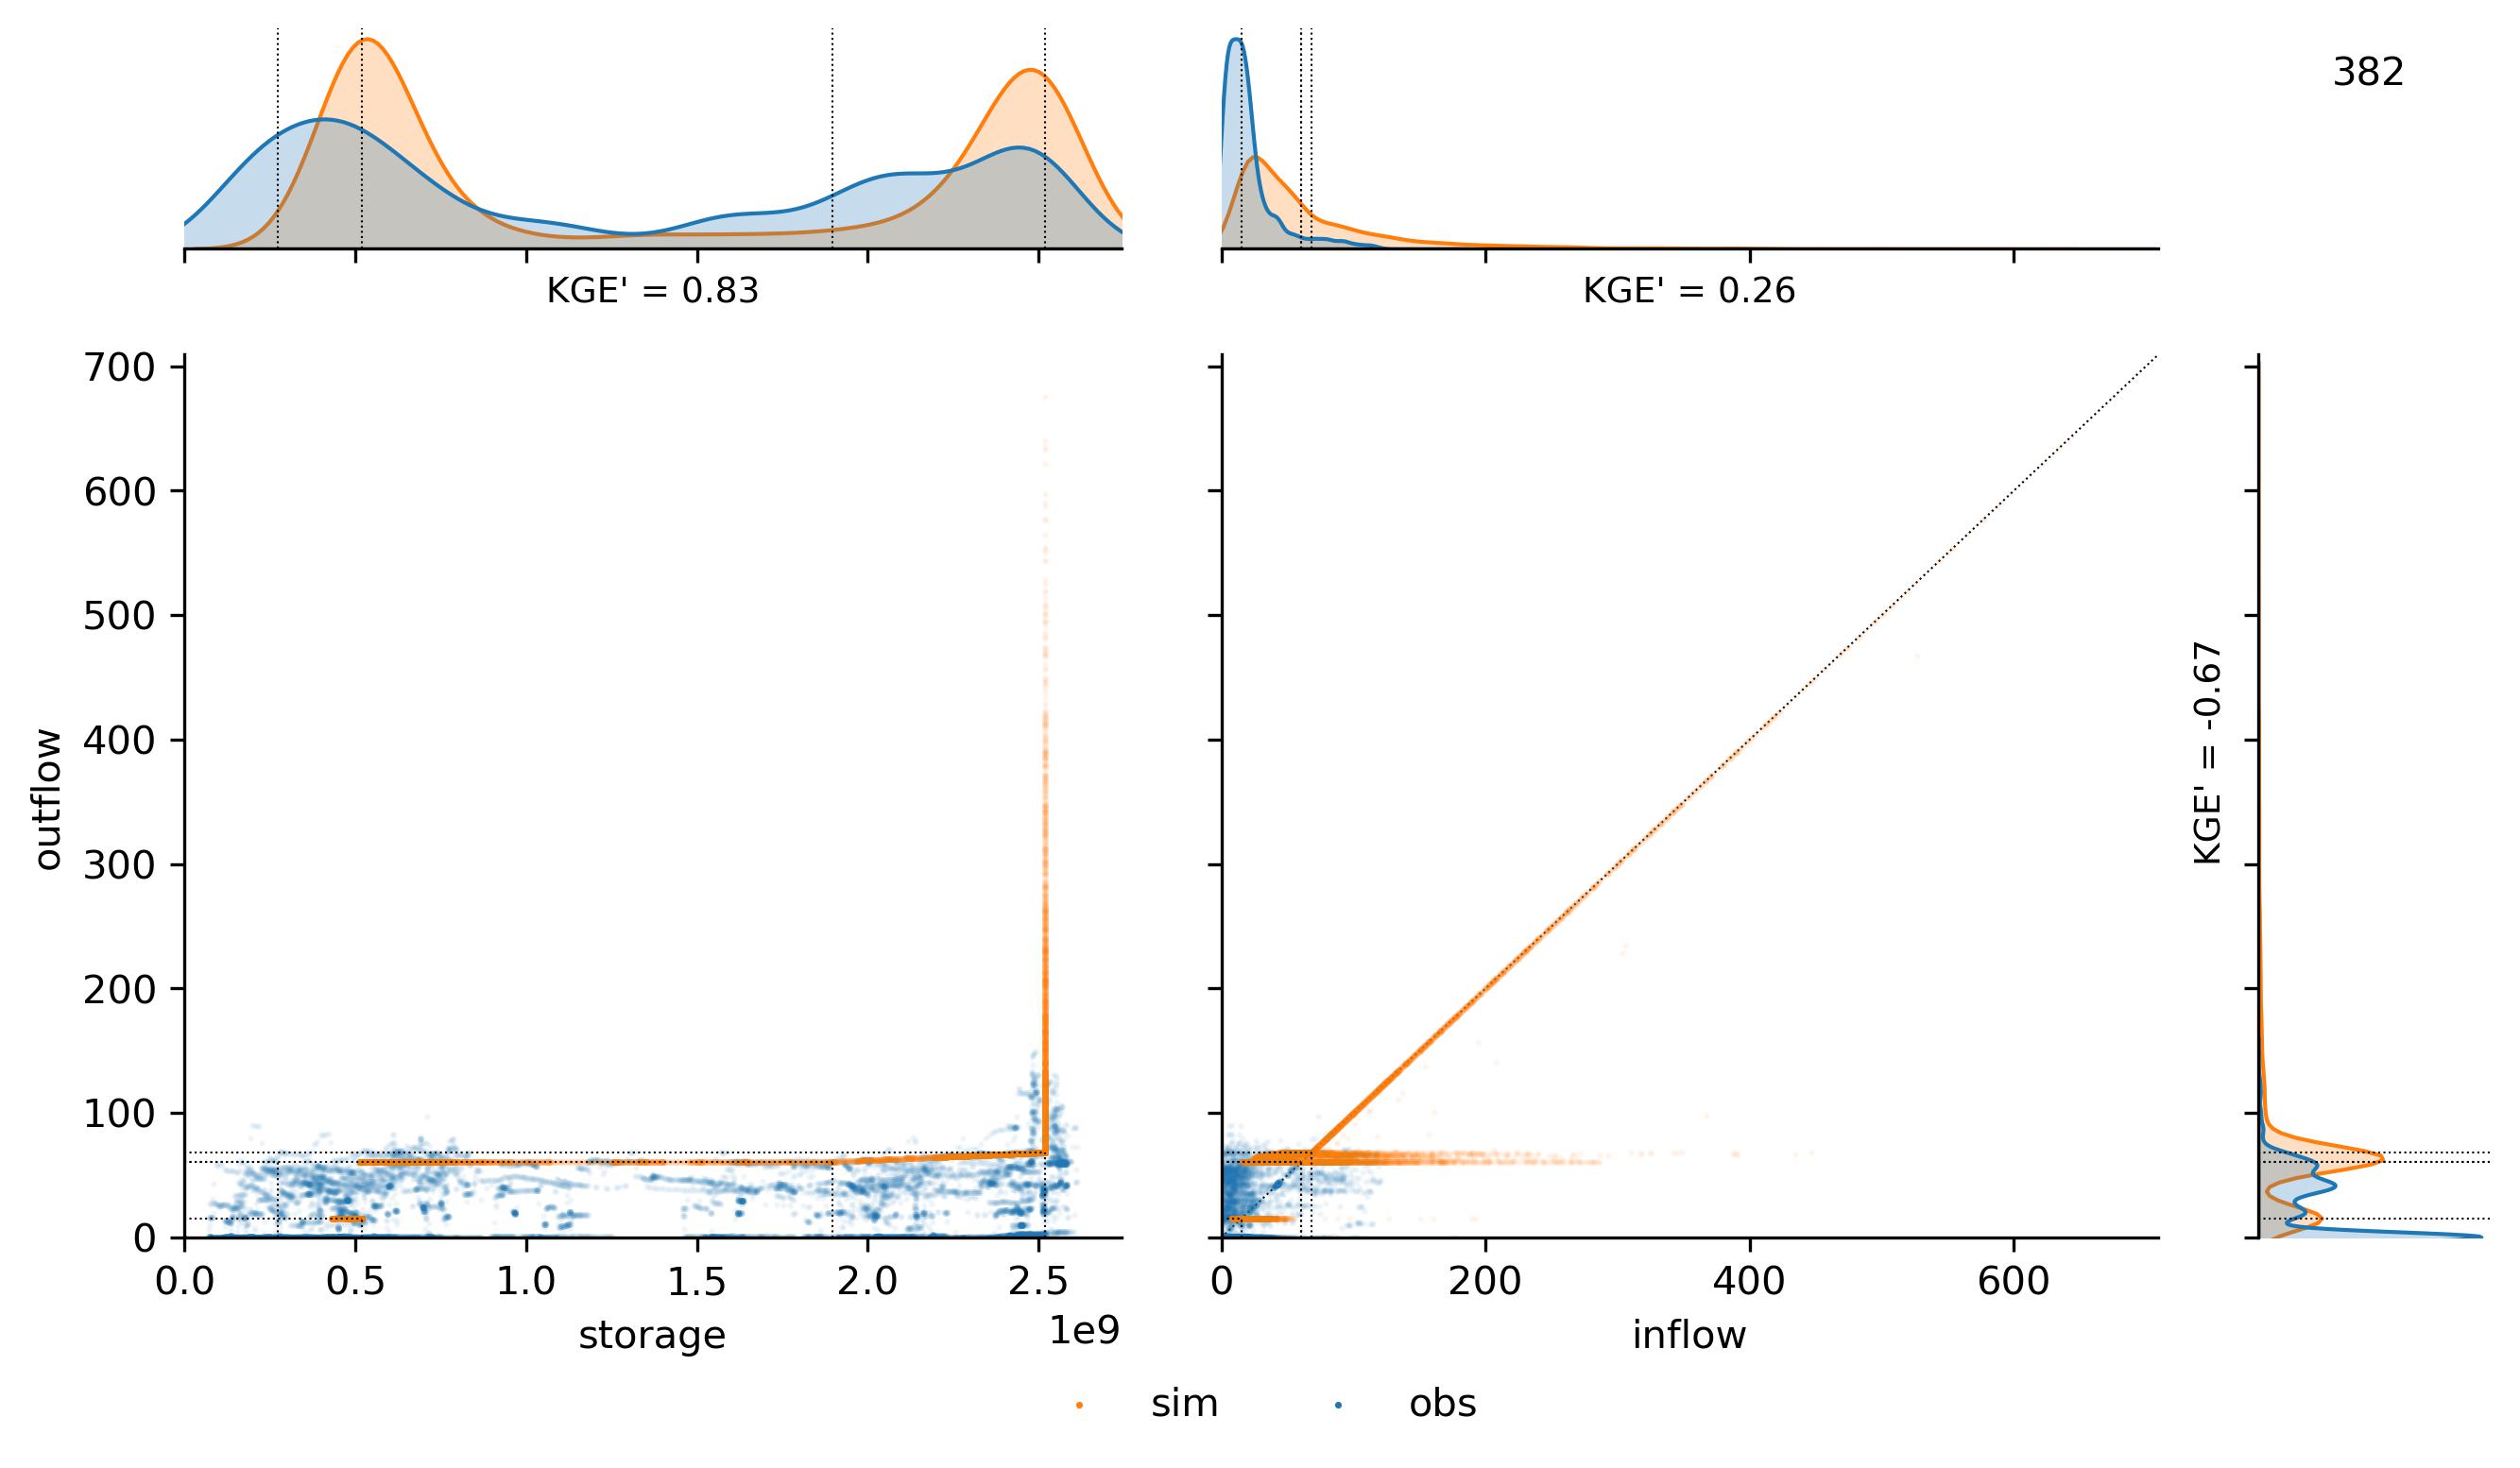 382
KGE' = 0.83
KGE' = 0.26
700
600
500
400
300
200
100
0
outflow
KGE' = -0.67
0.0 0.5 1.0 1.5 2.0 2.5
1e9
storage
0 200 400 600
inflow
sim obs